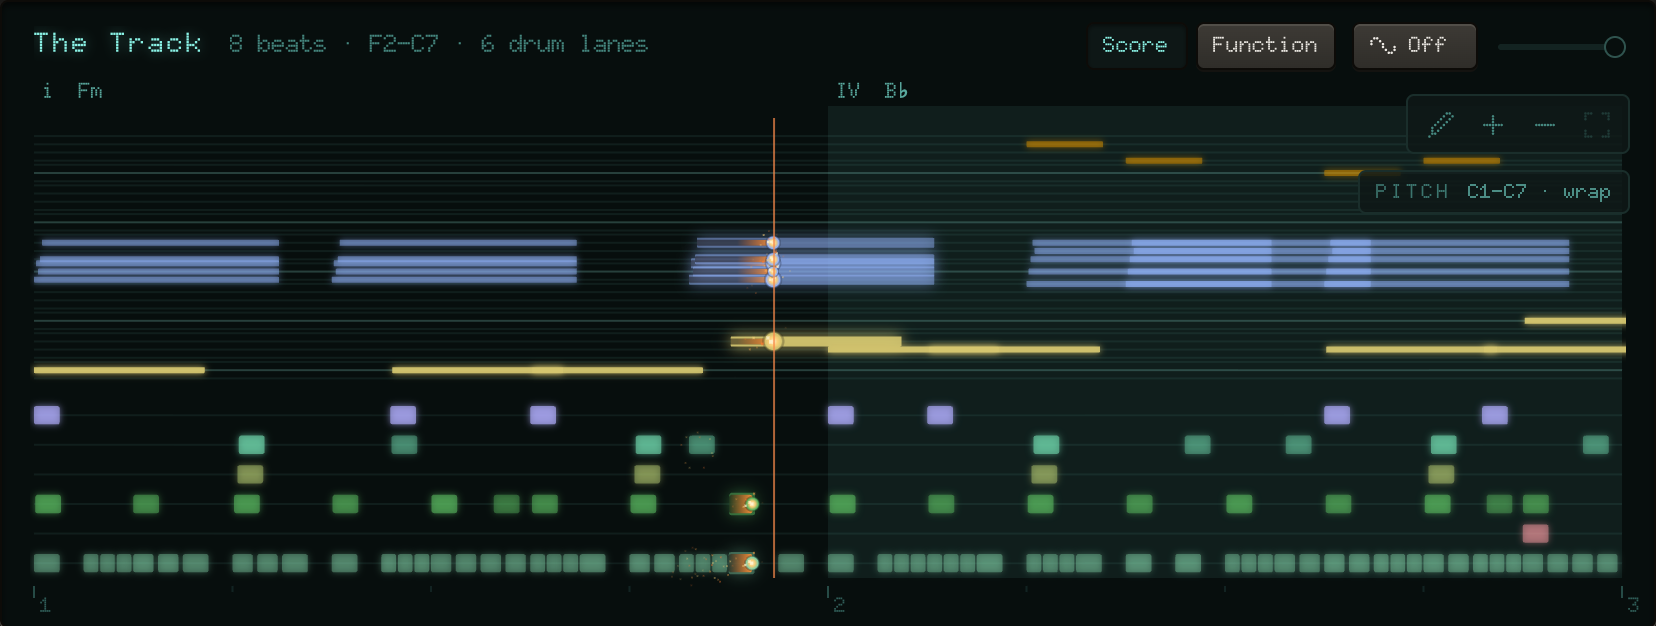 The Track 8 beats · F2–C7 · 6 drum lanes Score Function Off
i Fm IV B♭
PITCH C1–C7 · wrap
1 2 3